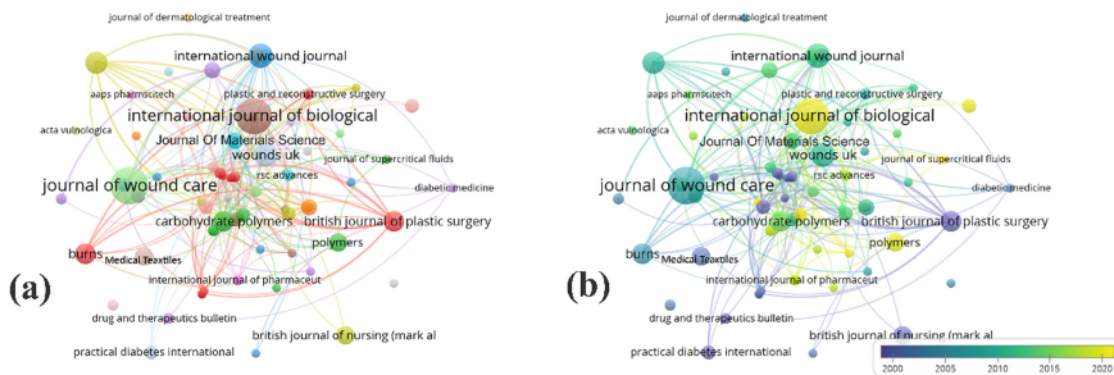 journal of dermatological treatment
international wound journal
aaps pharmscitech
plastic and reconstructive surgery
international journal of biological
acta vulnologica
Journal Of Materials Science
wounds uk
journal of supercritical fluids
rsc advances
journal of wound care
diabetic medicine
carbohydrate polymers
british journal of plastic surgery
burns
Medical Teaxtiles
polymers
international journal of pharmaceut
(a)
drug and therapeutics bulletin
british journal of nursing (mark al
practical diabetes international
journal of dermatological treatment
international wound journal
aaps pharmscitech
plastic and reconstructive surgery
international journal of biological
acta vulnologica
Journal Of Materials Science
wounds uk
journal of supercritical fluids
rsc advances
journal of wound care
diabetic medicine
carbohydrate polymers
british journal of plastic surgery
burns
Medical Teaxtiles
polymers
international journal of pharmaceut
(b)
drug and therapeutics bulletin
british journal of nursing (mark al
practical diabetes international
2000 2005 2010 2015 2020